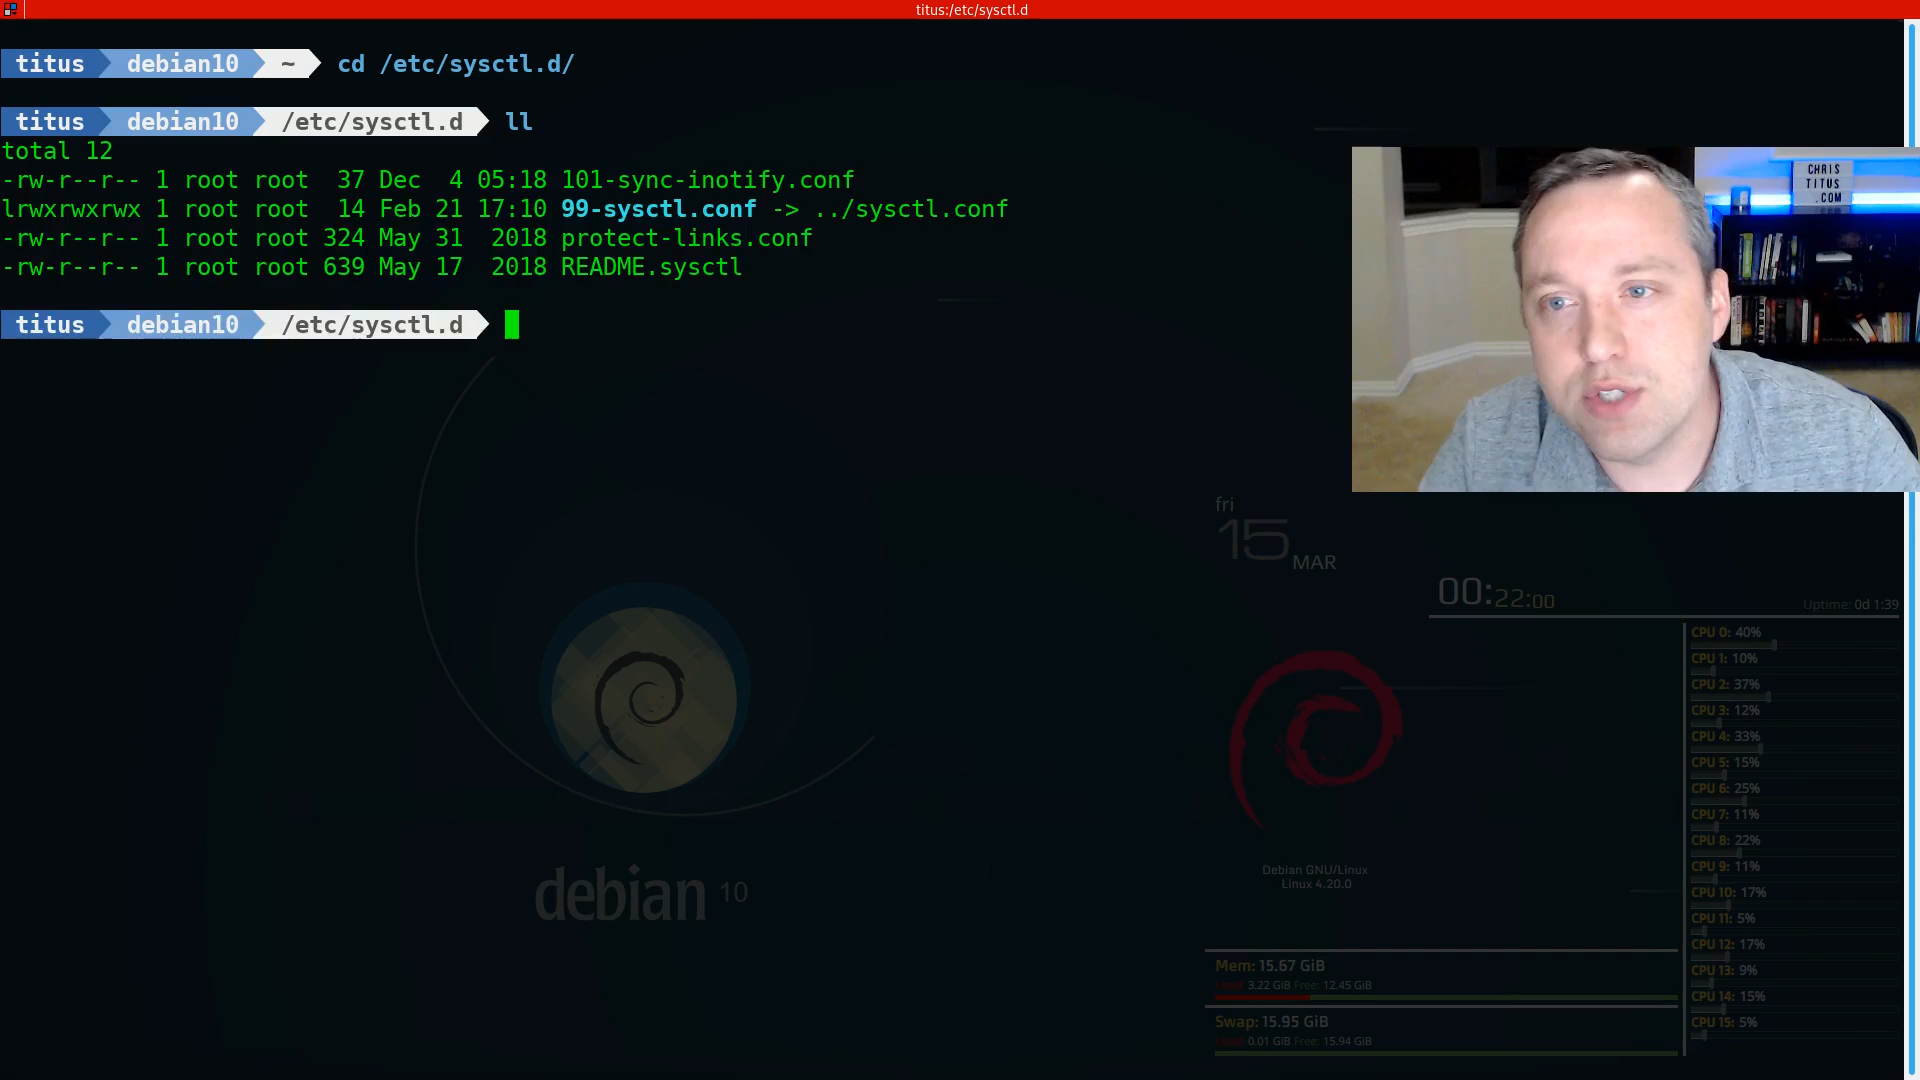 titus:/etc/sysctl.d
titus debian10 ~ cd /etc/sysctl.d/
titus debian10 /etc/sysctl.d ll
total 12
-rw-r--r-- 1 root root  37 Dec  4 05:18 101-sync-inotify.conf
lrwxrwxrwx 1 root root  14 Feb 21 17:10 99-sysctl.conf -> ../sysctl.conf
-rw-r--r-- 1 root root 324 May 31  2018 protect-links.conf
-rw-r--r-- 1 root root 639 May 17  2018 README.sysctl
titus debian10 /etc/sysctl.d
CHRIS
TITUS
.COM
fri
15 MAR
00:22:00
Uptime: 0d 1:39
CPU 0: 40%
CPU 1: 10%
CPU 2: 37%
CPU 3: 12%
CPU 4: 33%
CPU 5: 15%
CPU 6: 25%
CPU 7: 11%
CPU 8: 22%
CPU 9: 11%
CPU 10: 17%
CPU 11: 5%
CPU 12: 17%
CPU 13: 9%
CPU 14: 15%
CPU 15: 5%
debian 10
Debian GNU/Linux
Linux 4.20.0
Mem: 15.67 GiB
Used: 3.22 GiB Free: 12.45 GiB
Swap: 15.95 GiB
Used: 0.01 GiB Free: 15.94 GiB